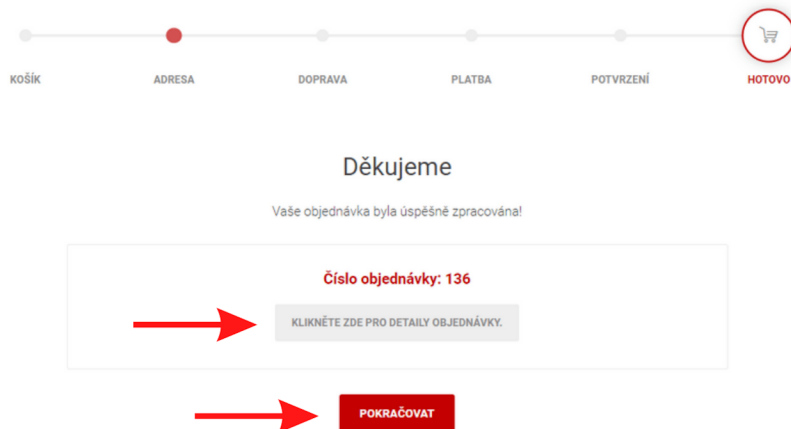 KOŠÍK ADRESA DOPRAVA PLATBA POTVRZENÍ HOTOVO
Děkujeme
Vaše objednávka byla úspěšně zpracována!
Číslo objednávky: 136
KLIKNĚTE ZDE PRO DETAILY OBJEDNÁVKY.
POKRAČOVAT